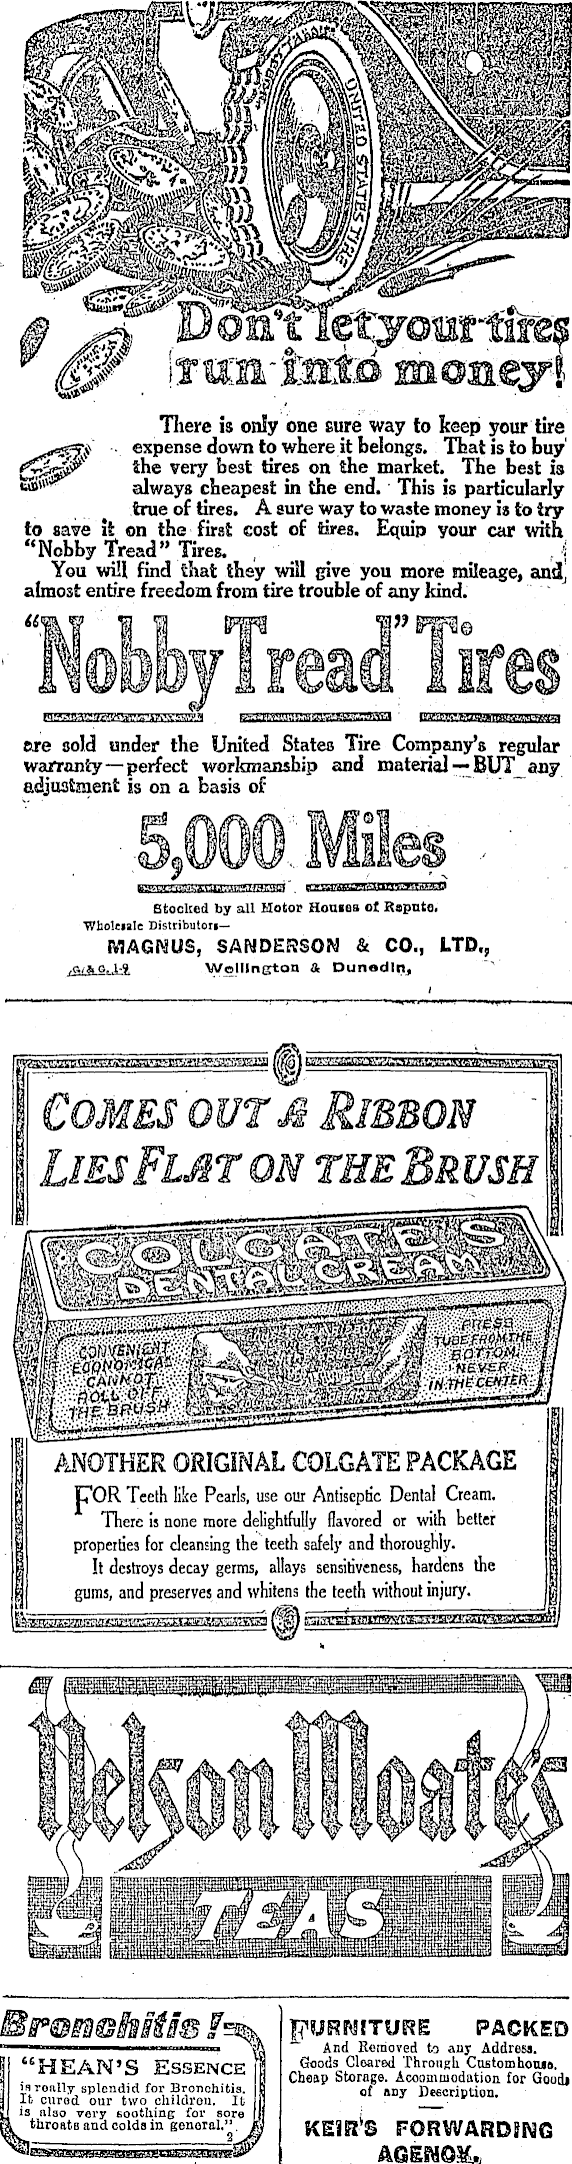 UNITED STATES TIRE
Don't let your tires
run into money!
There is only one sure way to keep your tire
expense down to where it belongs. That is to buy
the very best tires on the market. The best is
always cheapest in the end. This is particularly
true of tires. A sure way to waste money is to try
to save it on the first cost of tires. Equip your car with
"Nobby Tread" Tires.
You will find that they will give you more mileage, and
almost entire freedom from tire trouble of any kind.
"Nobby Tread" Tires
are sold under the United States Tire Company's regular
warranty—perfect workmanship and material—BUT any
adjustment is on a basis of
5,000 Miles
Stocked by all Motor Houses of Repute.
Wholesale Distributors—
MAGNUS, SANDERSON & CO., LTD.,
G. & G. 1-9 Wellington & Dunedin,
COMES OUT A RIBBON
LIES FLAT ON THE BRUSH
COLGATE'S
DENTAL CREAM
CONVENIENT
ECONOMICAL
CANNOT
ROLL OFF
THE BRUSH
PRESS
TUBE FROM THE
BOTTOM
NEVER
IN THE CENTER
ANOTHER ORIGINAL COLGATE PACKAGE
FOR Teeth like Pearls, use our Antiseptic Dental Cream.
There is none more delightfully flavored or with better
properties for cleansing the teeth safely and thoroughly.
It destroys decay germs, allays sensitiveness, hardens the
gums, and preserves and whitens the teeth without injury.
Nelson Moate's
TEAS
Bronchitis!
"HEAN'S ESSENCE
is really splendid for Bronchitis.
It cured our two children. It
is also very soothing for sore
throats and colds in general."
2
FURNITURE PACKED
And Removed to any Address.
Goods Cleared Through Customhouse.
Cheap Storage. Accommodation for Goods
of any Description.
KEIR'S FORWARDING
AGENCY.